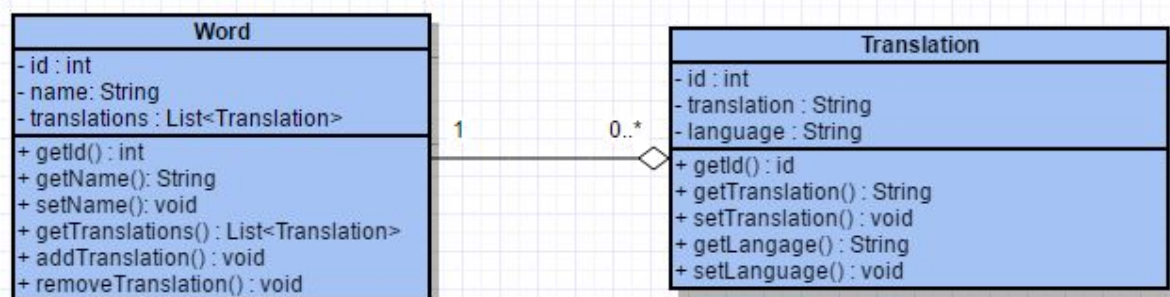 Word
- id : int
- name: String
- translations : List<Translation>
+ getId() : int
+ getName(): String
+ setName(): void
+ getTranslations() : List<Translation>
+ addTranslation() : void
+ removeTranslation() : void
1
0..*
Translation
- id : int
- translation : String
- language : String
+ getId() : id
+ getTranslation() : String
+ setTranslation() : void
+ getLangage() : String
+ setLanguage() : void